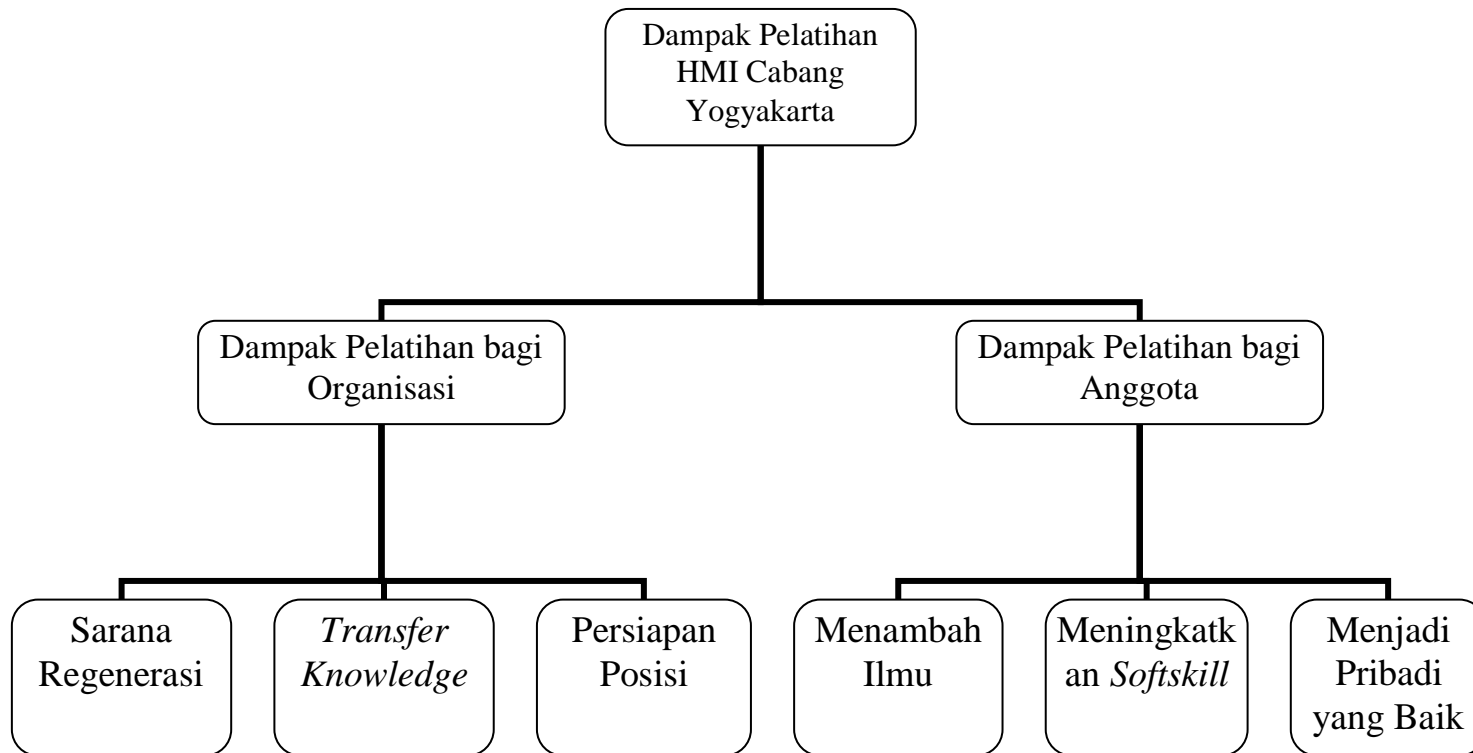 Dampak Pelatihan
HMI Cabang
Yogyakarta
Dampak Pelatihan bagi
Organisasi
Dampak Pelatihan bagi
Anggota
Sarana
Regenerasi
Transfer
Knowledge
Persiapan
Posisi
Menambah
Ilmu
Meningkatk
an Softskill
Menjadi
Pribadi
yang Baik